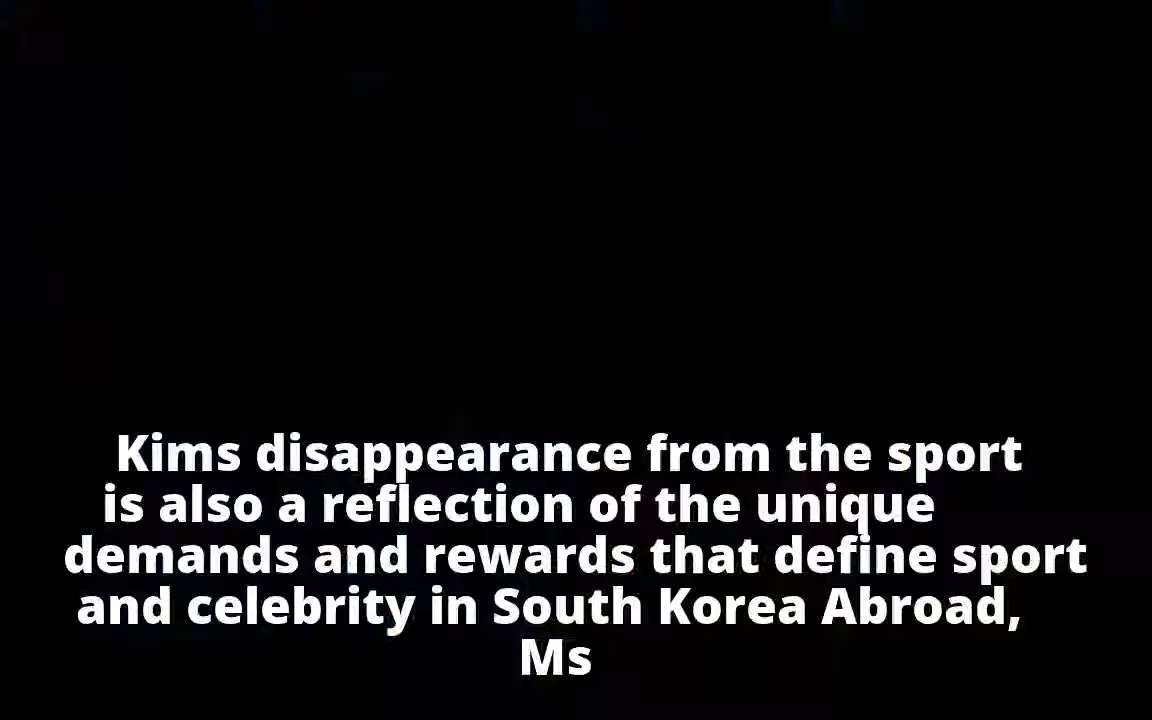 Kims disappearance from the sport
is also a reflection of the unique
demands and rewards that define sport
and celebrity in South Korea Abroad,
Ms